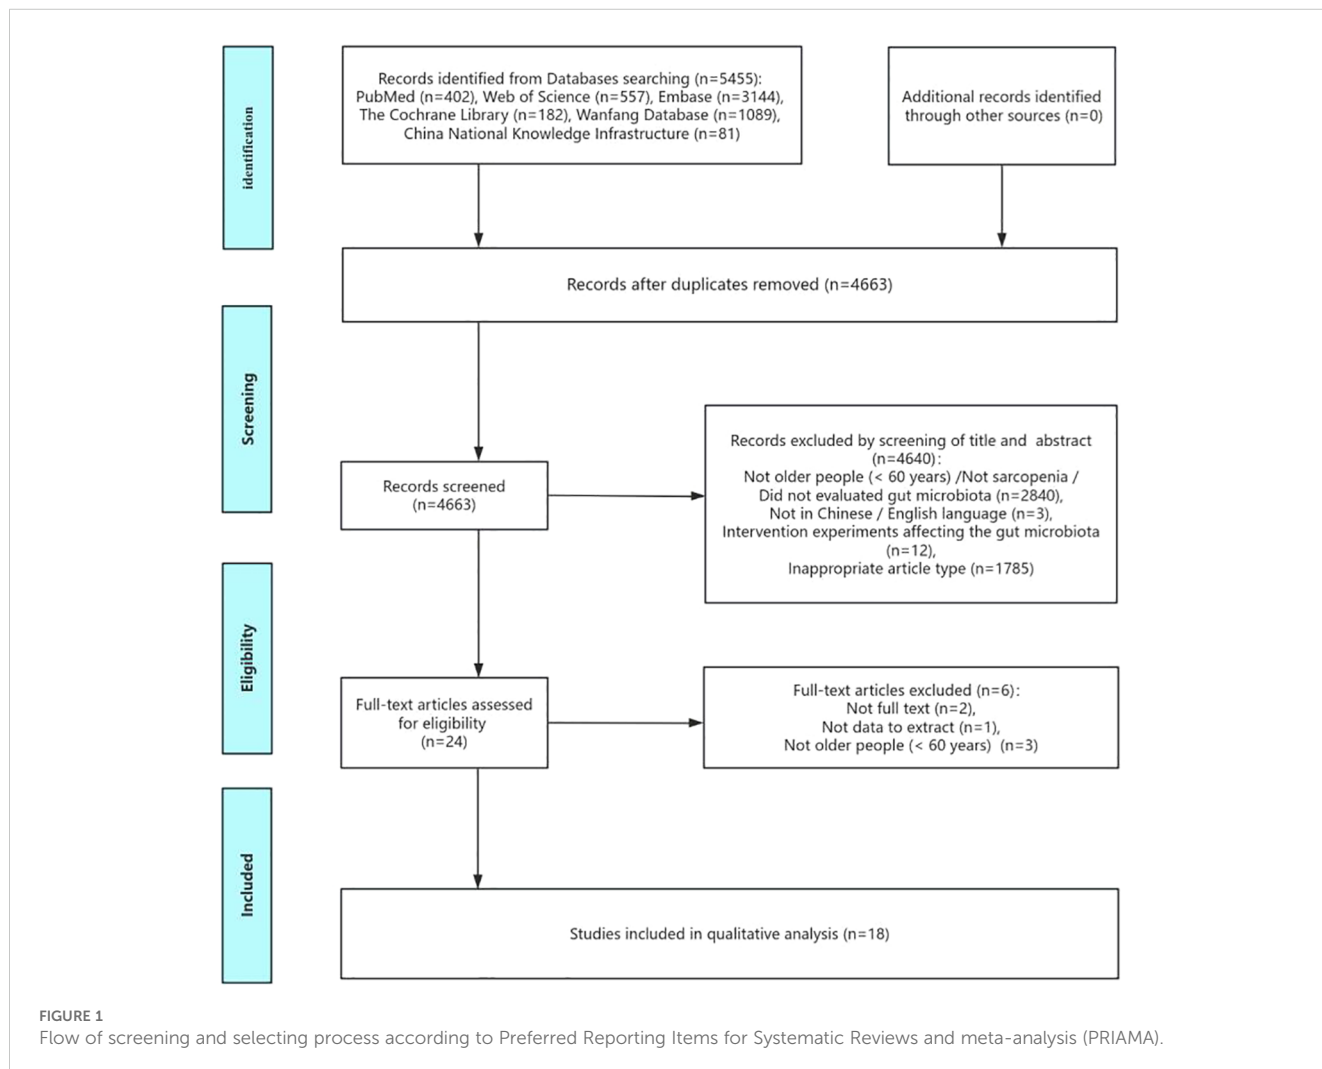 identification
Records identified from Databases searching (n=5455):
PubMed (n=402), Web of Science (n=557), Embase (n=3144),
The Cochrane Library (n=182), Wanfang Database (n=1089),
China National Knowledge Infrastructure (n=81)
Additional records identified
through other sources (n=0)
Records after duplicates removed (n=4663)
Screening
Records screened
(n=4663)
Records excluded by screening of title and abstract
(n=4640):
Not older people (< 60 years) /Not sarcopenia /
Did not evaluated gut microbiota (n=2840),
Not in Chinese / English language (n=3),
Intervention experiments affecting the gut microbiota
(n=12),
Inappropriate article type (n=1785)
Eligibility
Full-text articles assessed
for eligibility
(n=24)
Full-text articles excluded (n=6):
Not full text (n=2),
Not data to extract (n=1),
Not older people (< 60 years) (n=3)
Included
Studies included in qualitative analysis (n=18)
FIGURE 1
Flow of screening and selecting process according to Preferred Reporting Items for Systematic Reviews and meta-analysis (PRIAMA).